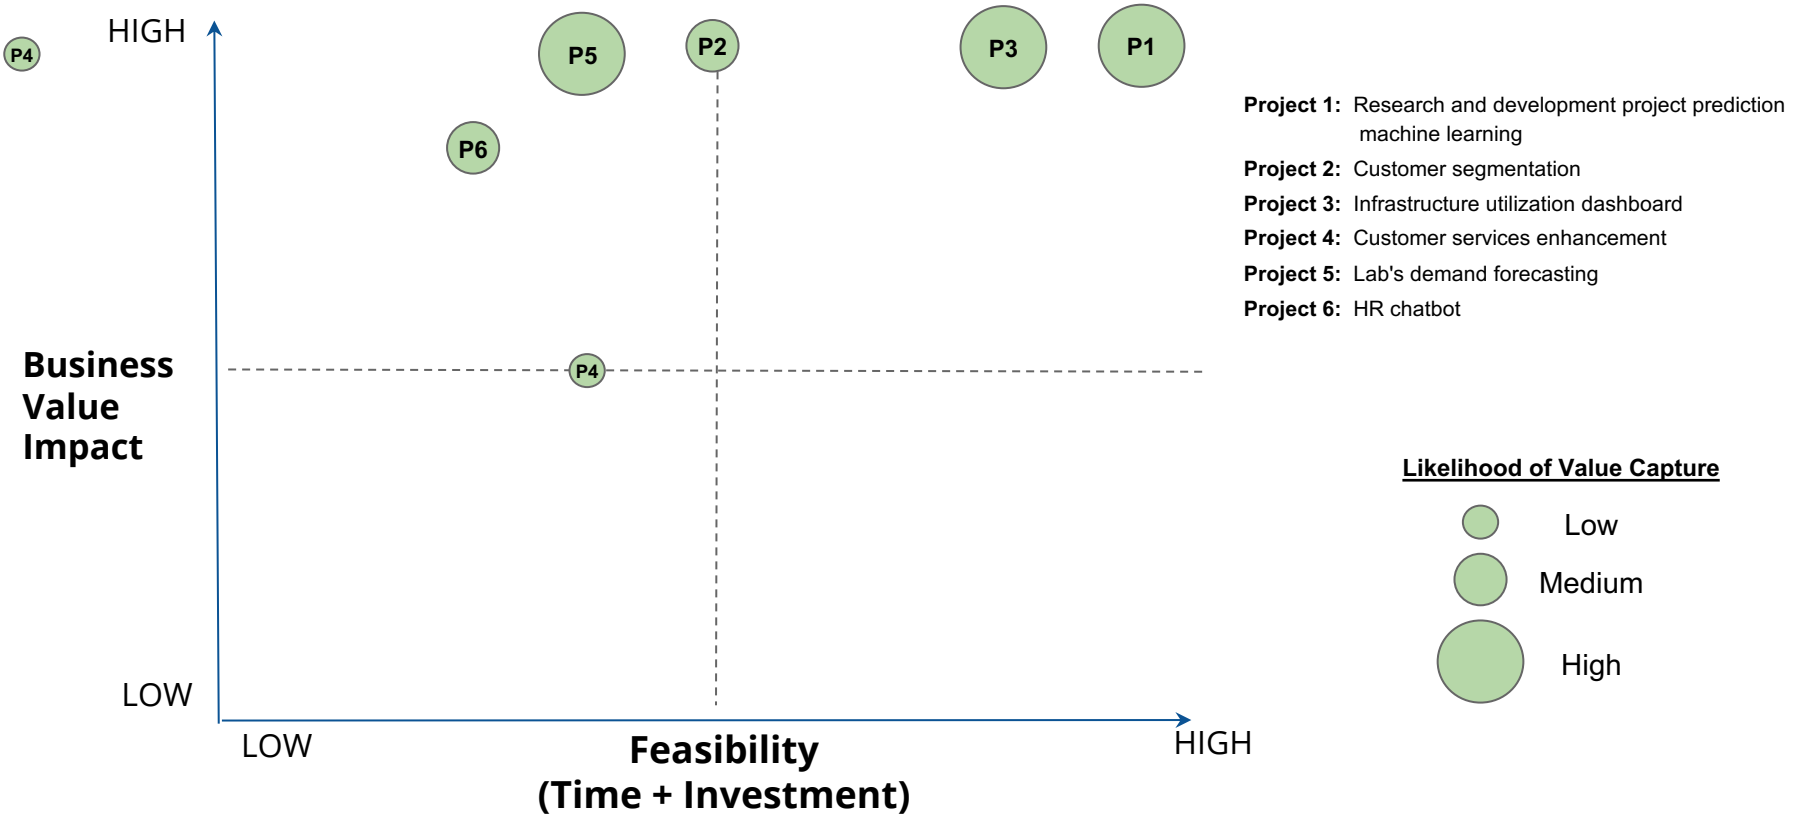 HIGH
P4
P5
P2
P3
P1
P6
Project 1: Research and development project prediction
machine learning
Project 2: Customer segmentation
Project 3: Infrastructure utilization dashboard
Project 4: Customer services enhancement
Project 5: Lab's demand forecasting
Project 6: HR chatbot
Business
Value
Impact
P4
Likelihood of Value Capture
Low
Medium
High
LOW
LOW
HIGH
Feasibility
(Time + Investment)